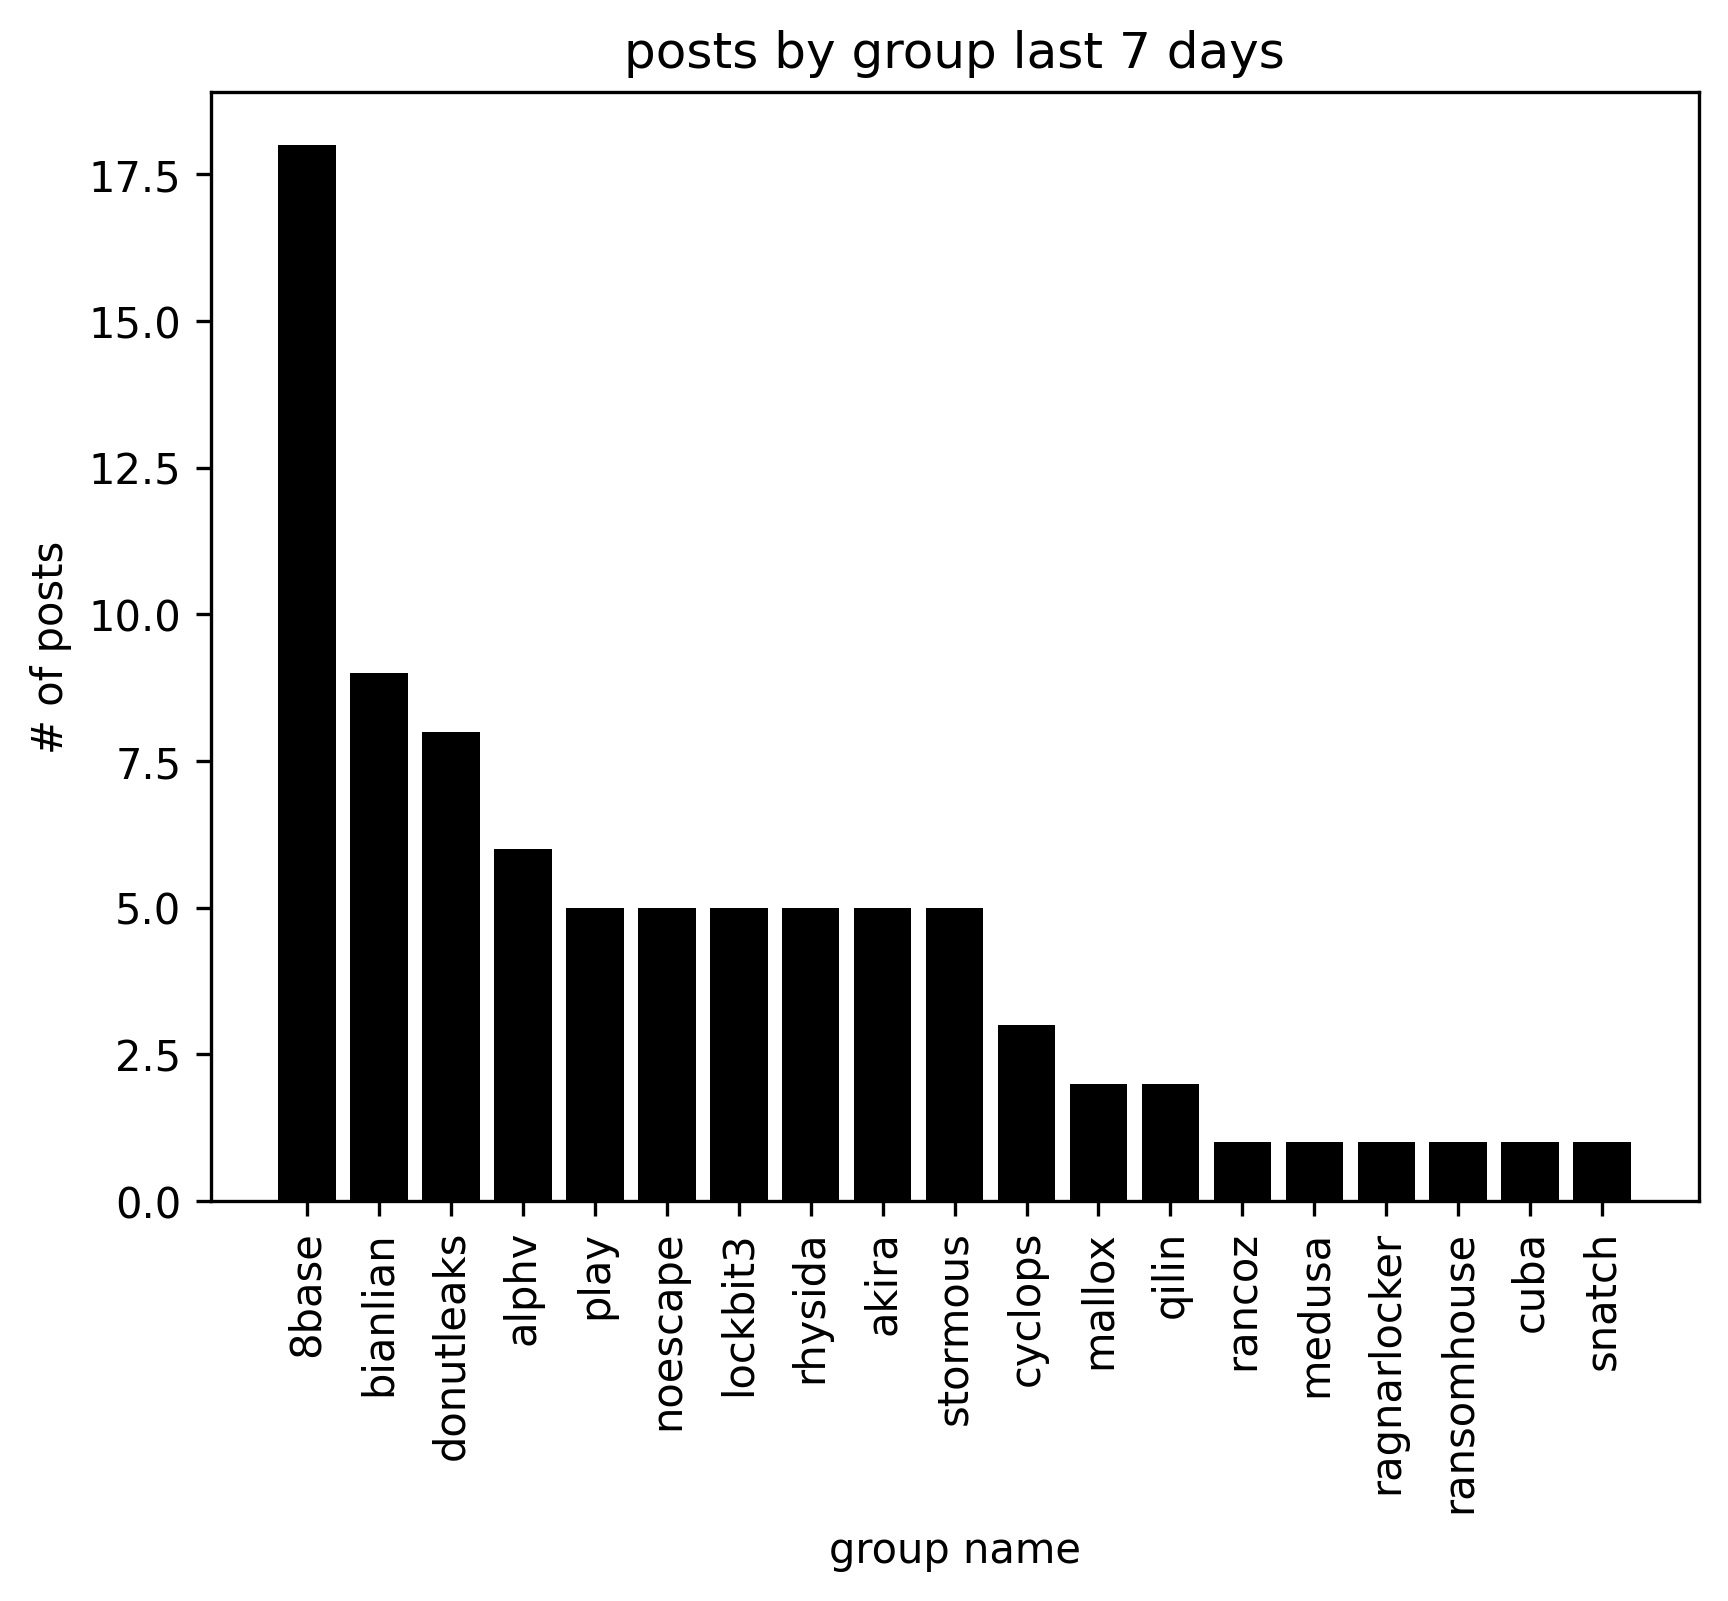 posts by group last 7 days
# of posts
17.5
15.0
12.5
10.0
7.5
5.0
2.5
0.0
8base
bianlian
donutleaks
alphv
play
noescape
lockbit3
rhysida
akira
stormous
cyclops
mallox
qilin
rancoz
medusa
ragnarlocker
ransomhouse
cuba
snatch
group name